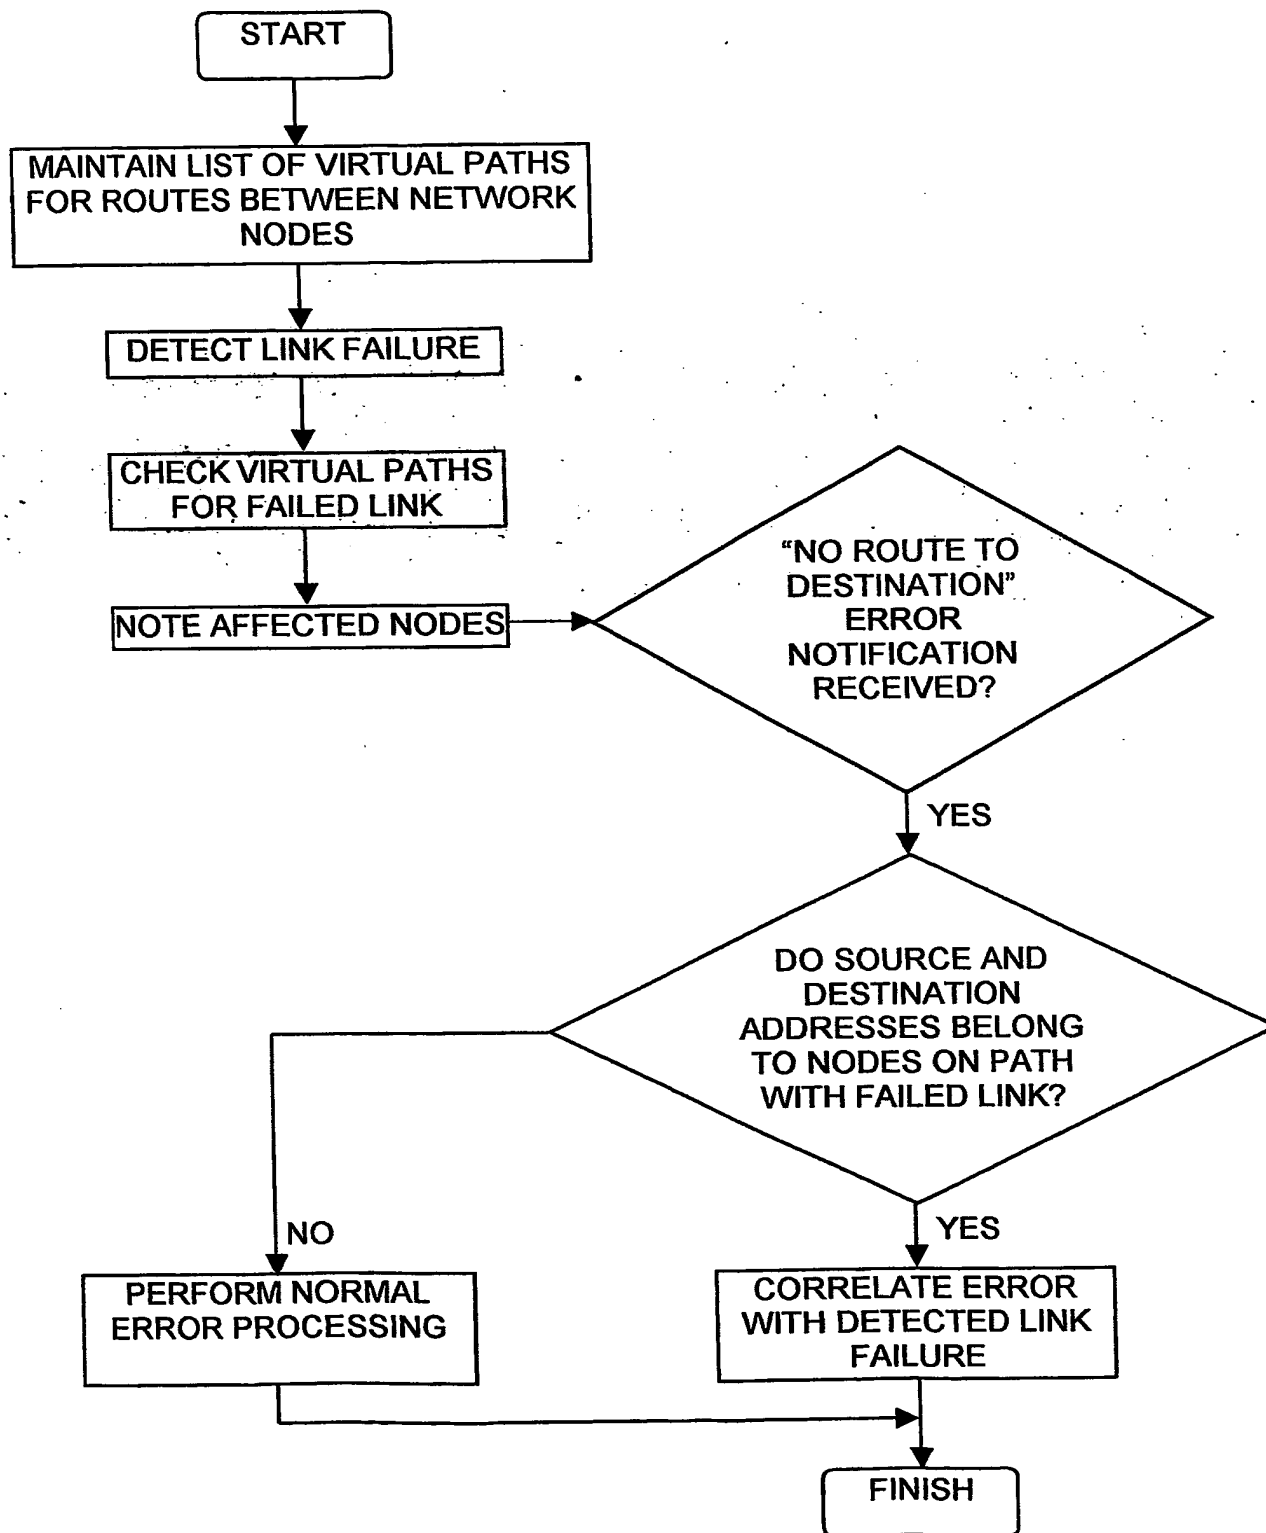 START
MAINTAIN LIST OF VIRTUAL PATHS
FOR ROUTES BETWEEN NETWORK
NODES
DETECT LINK FAILURE
CHECK VIRTUAL PATHS
FOR FAILED LINK
NOTE AFFECTED NODES
“NO ROUTE TO
DESTINATION”
ERROR
NOTIFICATION
RECEIVED?
YES
DO SOURCE AND
DESTINATION
ADDRESSES BELONG
TO NODES ON PATH
WITH FAILED LINK?
NO
YES
PERFORM NORMAL
ERROR PROCESSING
CORRELATE ERROR
WITH DETECTED LINK
FAILURE
FINISH